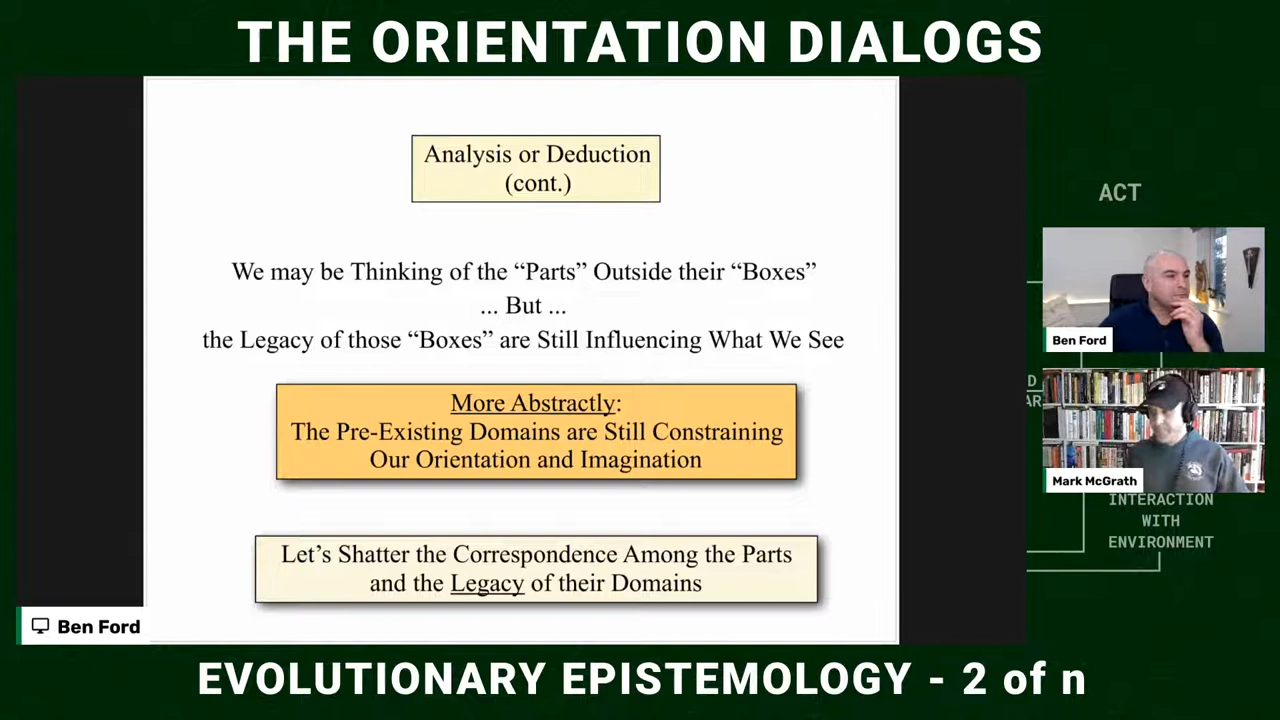 THE ORIENTATION DIALOGS
Analysis or Deduction
(cont.)
We may be Thinking of the “Parts” Outside their “Boxes”
... But ...
the Legacy of those “Boxes” are Still Influencing What We See
More Abstractly:
The Pre-Existing Domains are Still Constraining
Our Orientation and Imagination
Let’s Shatter the Correspondence Among the Parts
and the Legacy of their Domains
Ben Ford
ACT
Ben Ford
Mark McGrath
INTERACTION
WITH
ENVIRONMENT
EVOLUTIONARY EPISTEMOLOGY - 2 of n